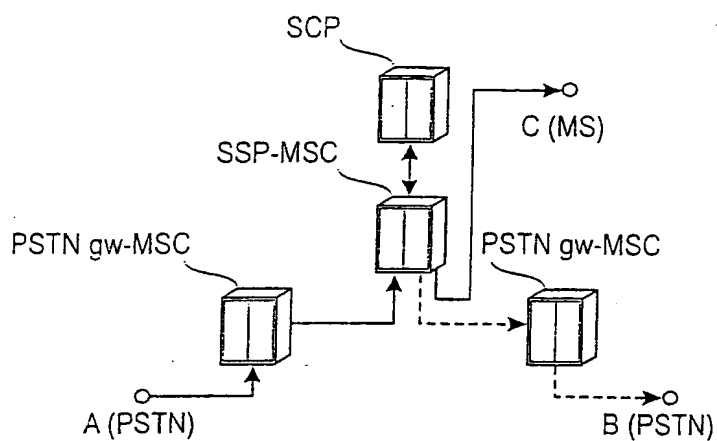 SCP
C (MS)
SSP-MSC
PSTN gw-MSC
PSTN gw-MSC
A (PSTN)
B (PSTN)